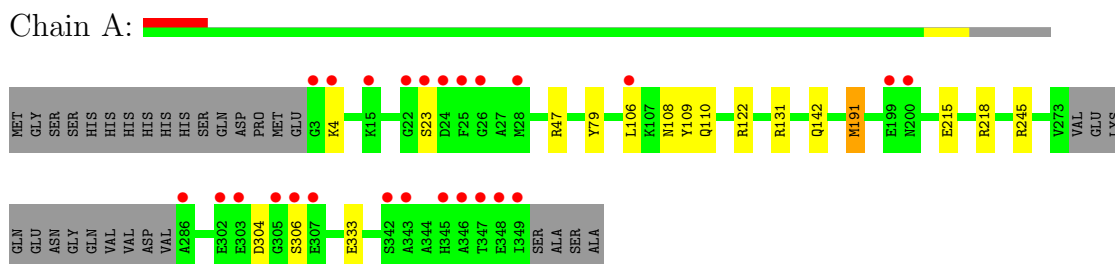 Chain A:
MET GLY SER SER HIS HIS HIS HIS HIS HIS SER GLN ASP PRO MET GLU G3 K4 K15 G22 S23 D24 F25 G26 A27 M28 R47 Y79 L106 K107 N108 Y109 Q110 R122 R131 Q142 M191 E199 N200 E215 R218 R245 V273 VAL GLU LYS
GLN GLU ASN GLY GLN VAL VAL ASP VAL A286 E302 E303 D304 G305 S306 E307 E333 S342 A343 A344 H345 A346 T347 E348 I349 SER ALA SER ALA